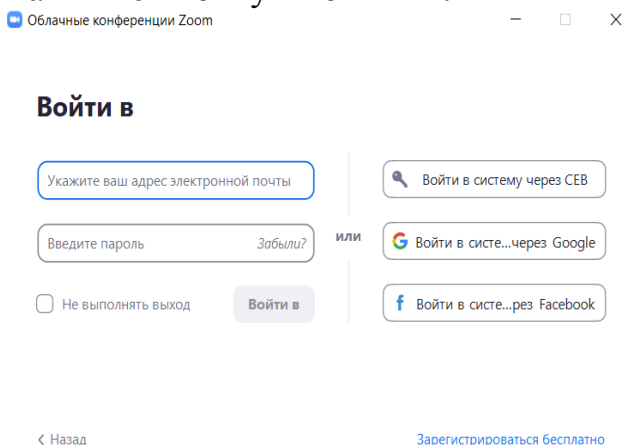 Облачные конференции Zoom
Войти в
Укажите ваш адрес электронной почты
Введите пароль Забыли?
Не выполнять выход
Войти в
или
Войти в систему через СЕВ
Войти в систе...через Google
Войти в систе...рез Facebook
Назад
Зарегистрироваться бесплатно